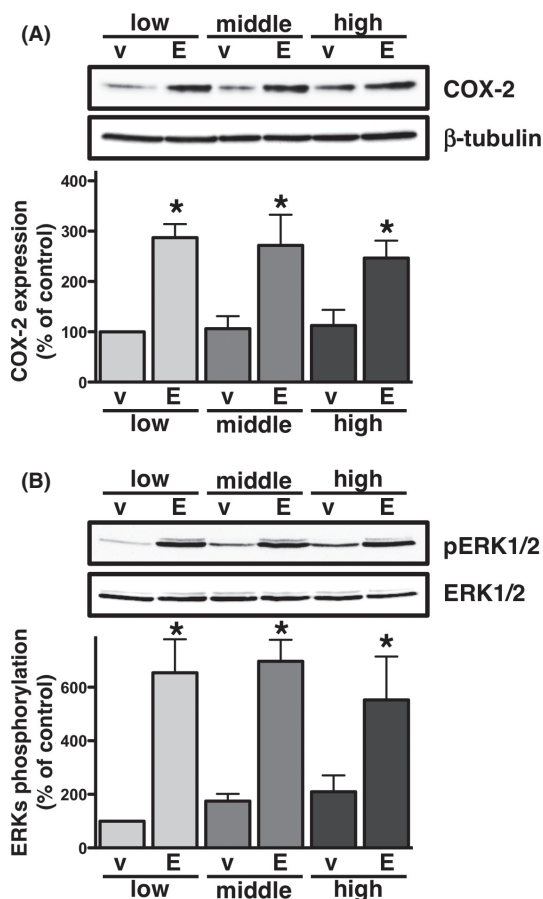 (A)
low middle high
v E v E v E
COX-2
β-tubulin
COX-2 expression
(% of control)
400
300
200
100
0
* * *
v E v E v E
low middle high
(B)
low middle high
v E v E v E
pERK1/2
ERK1/2
ERKs phosphorylation
(% of control)
600
400
200
0
* * *
v E v E v E
low middle high